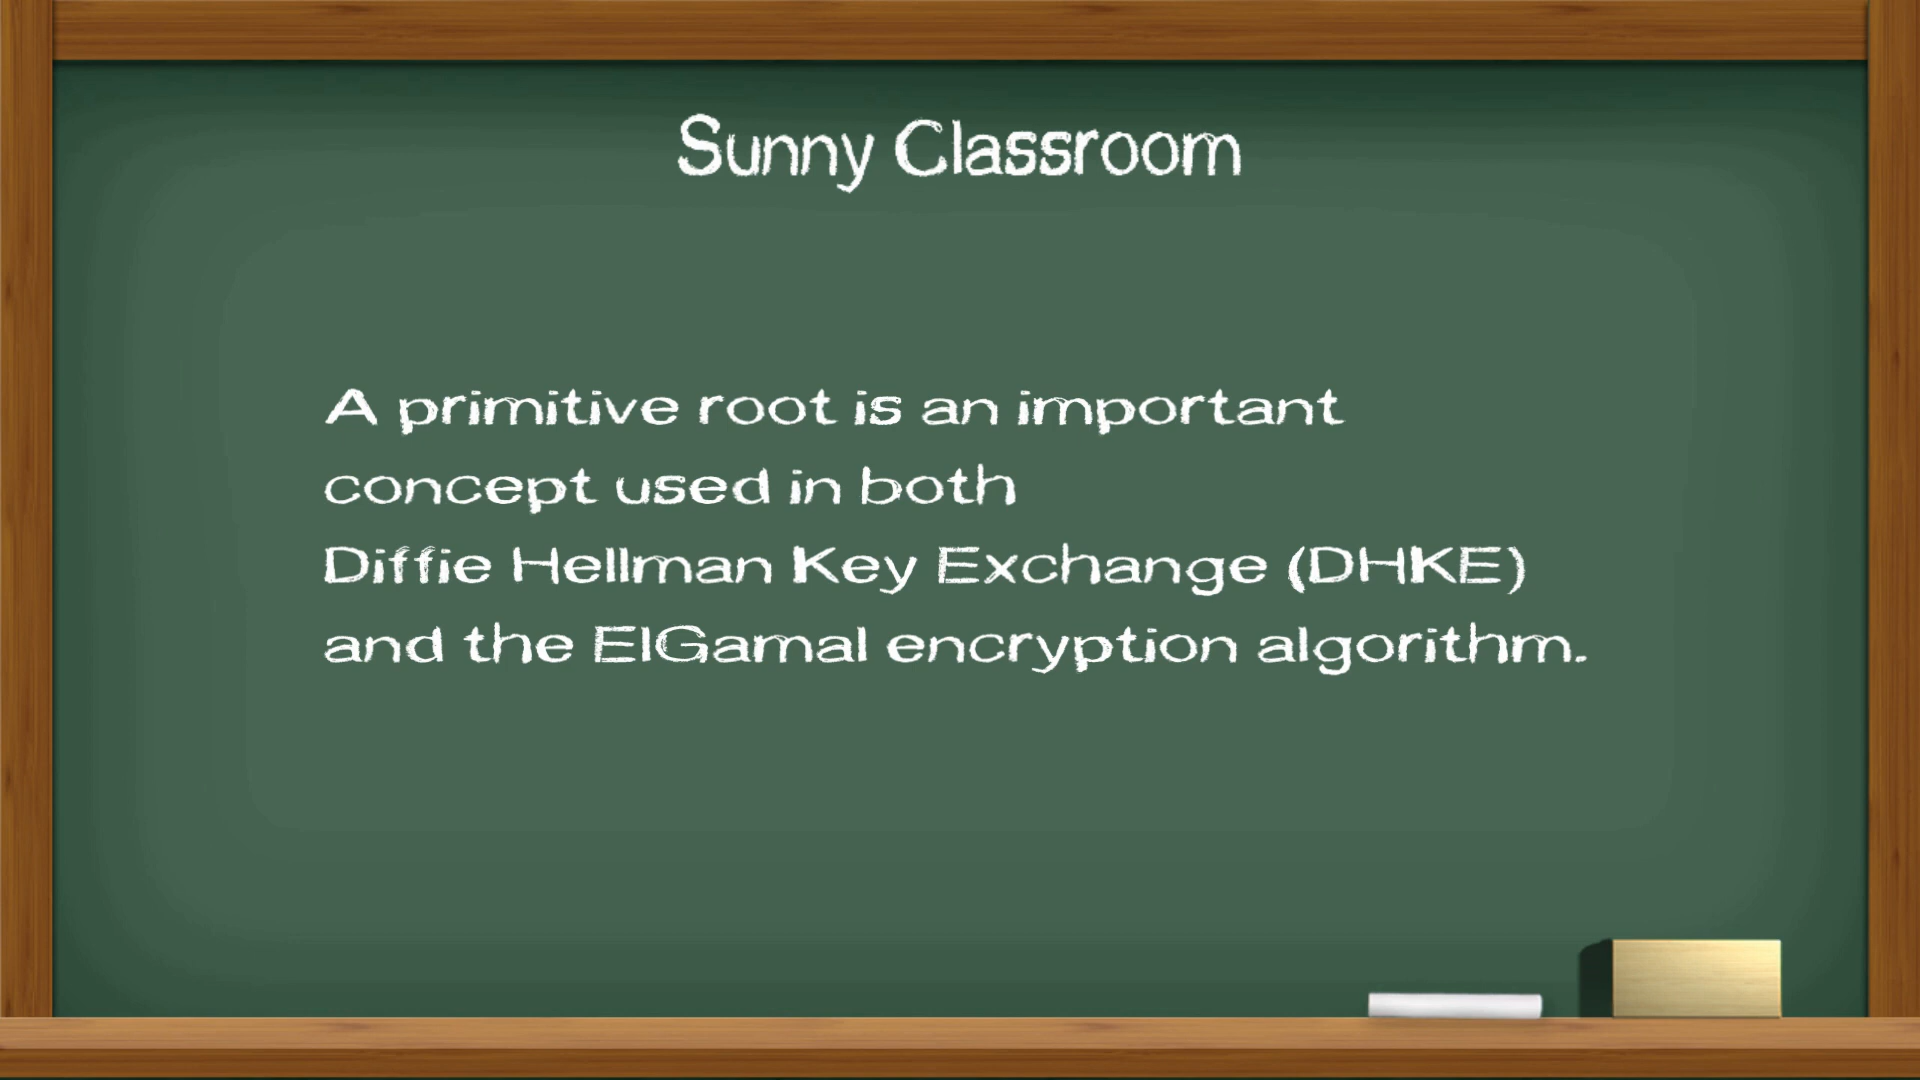 Sunny Classroom
A primitive root is an important
concept used in both
Diffie Hellman Key Exchange (DHKE)
and the ElGamal encryption algorithm.